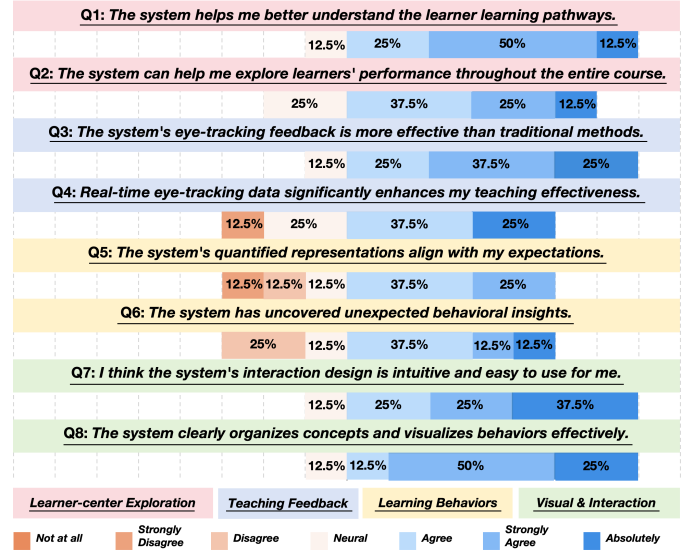 Q1: The system helps me better understand the learner learning pathways.
12.5% 25% 50% 12.5%
Q2: The system can help me explore learners' performance throughout the entire course.
25% 37.5% 25% 12.5%
Q3: The system's eye-tracking feedback is more effective than traditional methods.
12.5% 25% 37.5% 25%
Q4: Real-time eye-tracking data significantly enhances my teaching effectiveness.
12.5% 25% 37.5% 25%
Q5: The system's quantified representations align with my expectations.
12.5% 12.5% 12.5% 37.5% 25%
Q6: The system has uncovered unexpected behavioral insights.
25% 12.5% 37.5% 12.5% 12.5%
Q7: I think the system's interaction design is intuitive and easy to use for me.
12.5% 25% 25% 37.5%
Q8: The system clearly organizes concepts and visualizes behaviors effectively.
12.5% 12.5% 50% 25%
Learner-center Exploration Teaching Feedback Learning Behaviors Visual & Interaction
Not at all Strongly Disagree Disagree Neural Agree Strongly Agree Absolutely